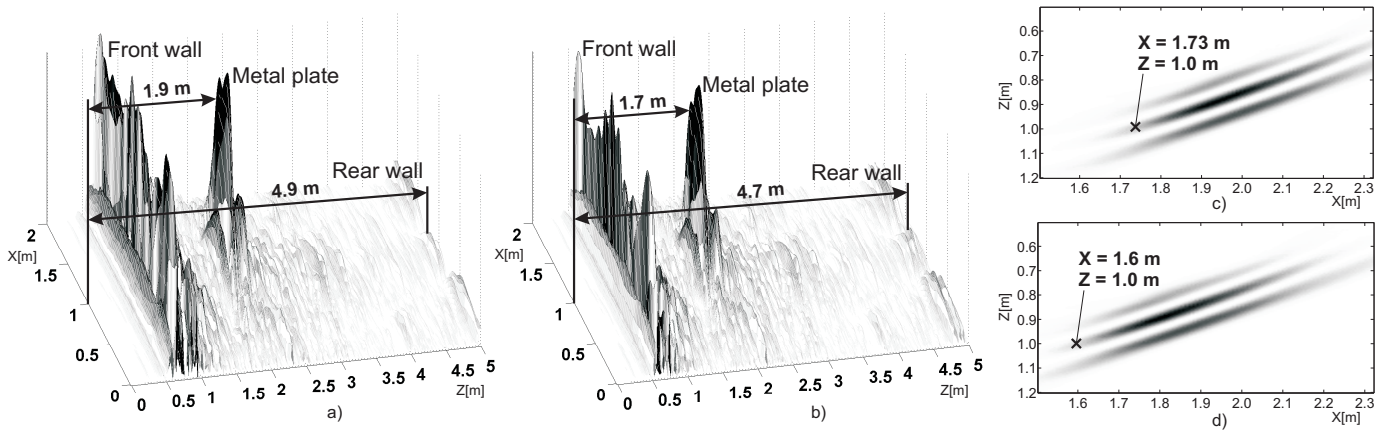 Front wall
Metal plate
1.9 m
Rear wall
4.9 m
2
X[m]
1.5
1
0.5
0
0
0.5
1
1.5
2
2.5
3
3.5
4
4.5
5
Z[m]
a)
Front wall
Metal plate
1.7 m
Rear wall
4.7 m
2
X[m]
1.5
1
0.5
0
0
0.5
1
1.5
2
2.5
3
3.5
4
4.5
5
Z[m]
b)
X = 1.73 m
Z = 1.0 m
0.6
0.7
0.8
0.9
1.0
1.1
1.2
Z[m]
1.6
1.7
1.8
1.9
2.0
2.1
2.2
2.3
X[m]
c)
X = 1.6 m
Z = 1.0 m
0.6
0.7
0.8
0.9
1.0
1.1
1.2
Z[m]
1.6
1.7
1.8
1.9
2.0
2.1
2.2
2.3
X[m]
d)